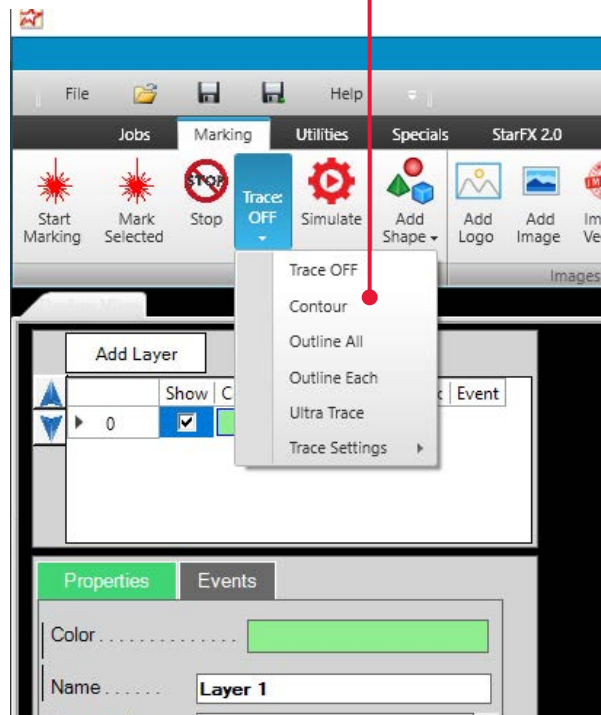 File Help
Jobs Marking Utilities Specials StarFX 2.0
STOP
Start Marking
Mark Selected
Stop
Trace: OFF
Simulate
Add Shape
Add Logo
Add Image
Images
Trace OFF
Contour
Outline All
Outline Each
Ultra Trace
Trace Settings
Add Layer
Show Event
0
Properties Events
Color . . . . . . . . . . . . . .
Name . . . . . . Layer 1